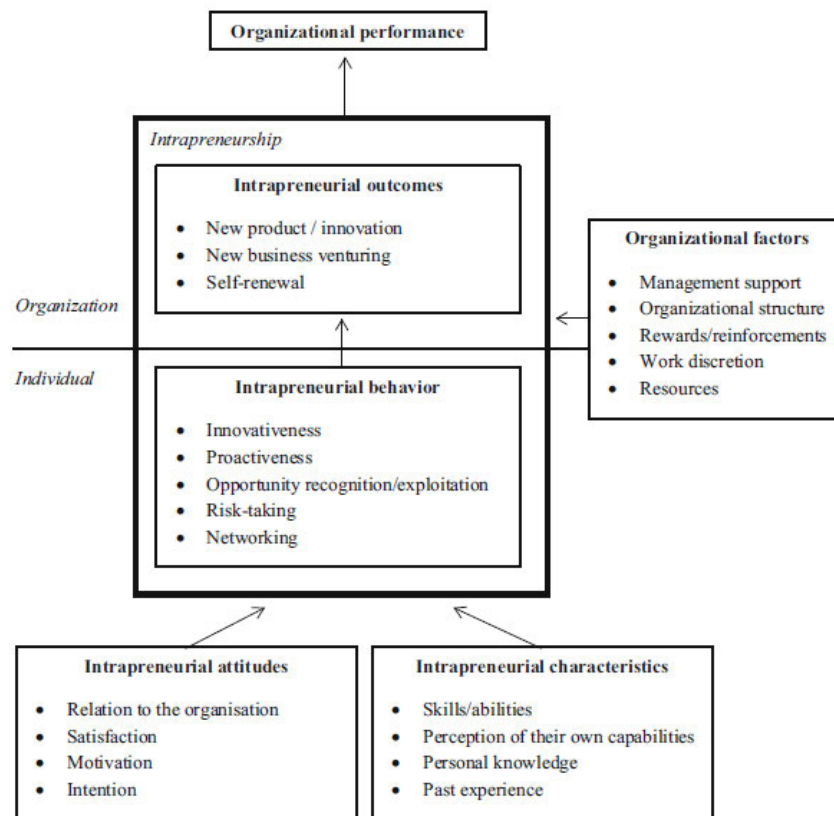 Organizational performance
Intrapreneurship
Intrapreneurial outcomes
• New product / innovation
• New business venturing
• Self-renewal
Organizational factors
• Management support
• Organizational structure
• Rewards/reinforcements
• Work discretion
• Resources
Organization
Individual
Intrapreneurial behavior
• Innovativeness
• Proactiveness
• Opportunity recognition/exploitation
• Risk-taking
• Networking
Intrapreneurial attitudes
• Relation to the organisation
• Satisfaction
• Motivation
• Intention
Intrapreneurial characteristics
• Skills/abilities
• Perception of their own capabilities
• Personal knowledge
• Past experience